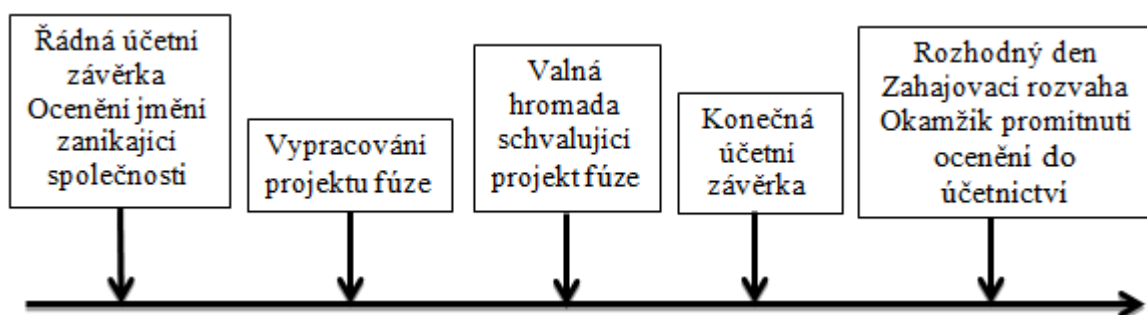 Řádná účetní
závěrka
Ocenění jmění
zanikající
společnosti
Vypracování
projektu fúze
Valná
hromada
schvalující
projekt fúze
Konečná
účetní
závěrka
Rozhodný den
Zahajovací rozvaha
Okamžik promítnutí
ocenění do
účetnictví